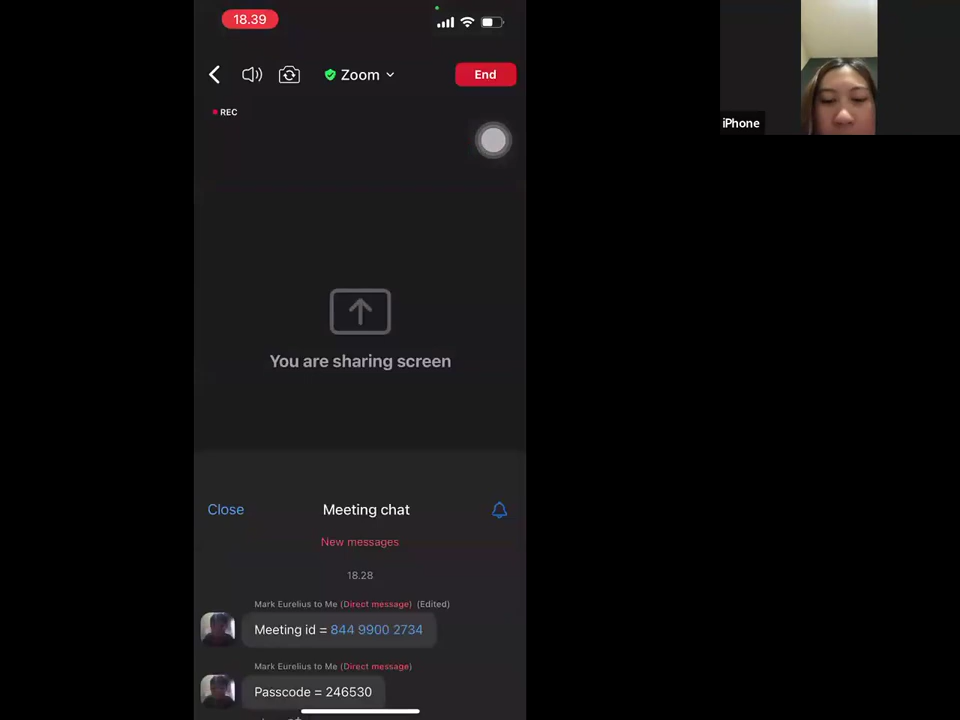 18.39
Zoom
End
REC
iPhone
You are sharing screen
Close
Meeting chat
New messages
18.28
Mark Eurelius to Me (Direct message) (Edited)
Meeting id = 844 9900 2734
Mark Eurelius to Me (Direct message)
Passcode = 246530